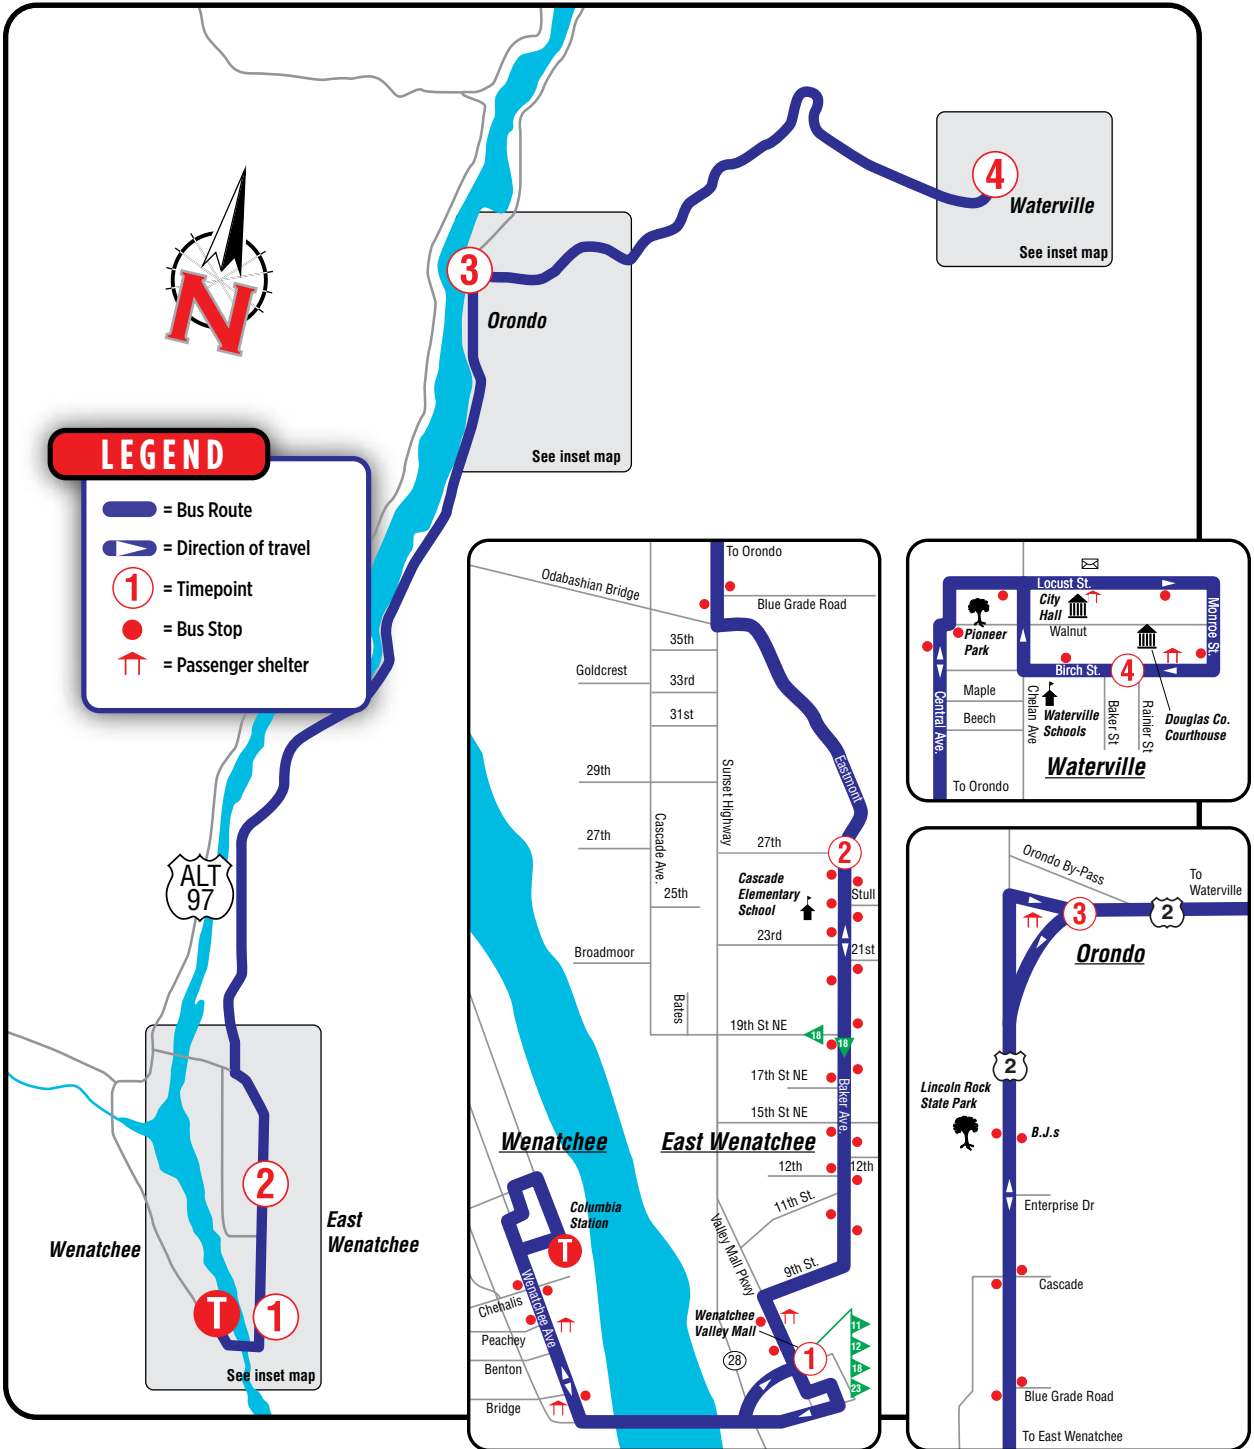 4
Waterville
See inset map
3
Orondo
See inset map
N
LEGEND
= Bus Route
= Direction of travel
1
= Timepoint
= Bus Stop
= Passenger shelter
ALT
97
2
East
Wenatchee
Wenatchee
T
1
See inset map
To Orondo
Odabashian Bridge
Blue Grade Road
35th
Goldcrest
33rd
31st
29th
Sunset Highway
Eastmont
Cascade Ave.
27th
27th
2
Cascade
Elementary
School
25th
Stull
23rd
Broadmoor
21st
Bates
19th St NE
18
18
17th St NE
Baker Ave.
15th St NE
Wenatchee
East Wenatchee
12th
12th
11th St.
Columbia
Station
T
Valley Mall Pkwy
9th St.
Wenatchee Ave
Chehalis
Wenatchee
Valley Mall
11
12
18
23
Peachey
1
28
Benton
Bridge
Locust St.
City
Hall
Monroe St.
Walnut
Pioneer
Park
Birch St.
4
Central Ave.
Maple
Chelan Ave
Beech
Waterville
Schools
Baker St
Rainier St
Douglas Co.
Courthouse
Waterville
To Orondo
Orondo By-Pass
To
Waterville
3
2
Orondo
2
Lincoln Rock
State Park
B.J.s
Enterprise Dr
Cascade
Blue Grade Road
To East Wenatchee